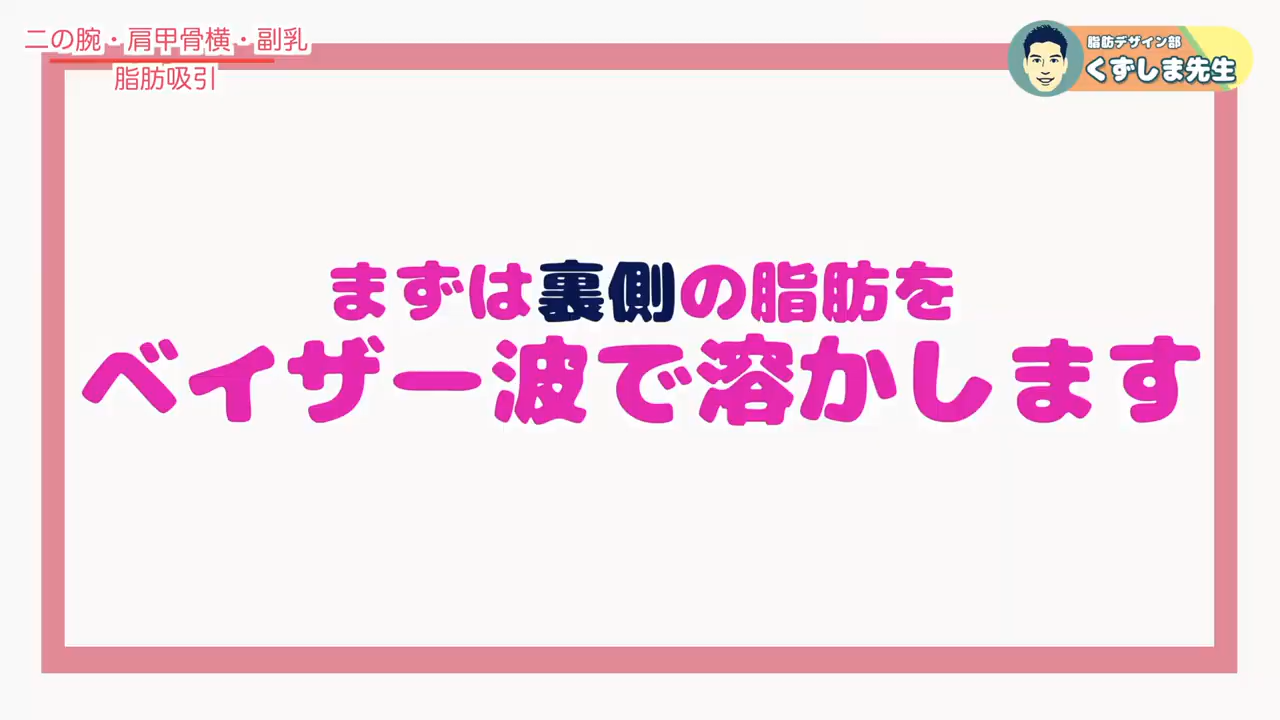 二の腕・肩甲骨横・副乳
脂肪吸引
脂肪デザイン部
くずしま先生
まずは裏側の脂肪を
ベイザー波で溶かします